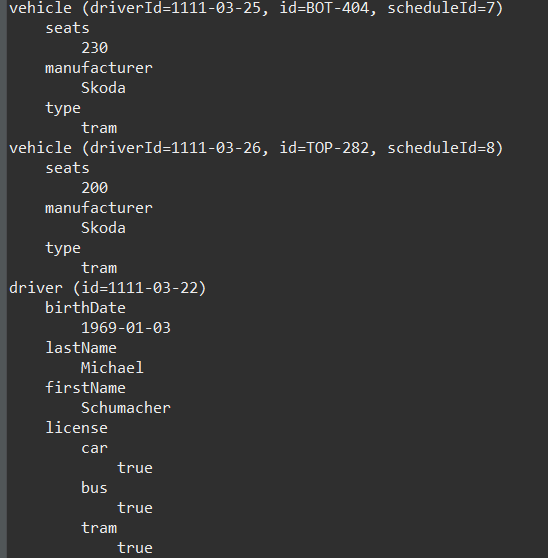 vehicle (driverId=1111-03-25, id=BOT-404, scheduleId=7)
    seats
        230
    manufacturer
        Skoda
    type
        tram
vehicle (driverId=1111-03-26, id=TOP-282, scheduleId=8)
    seats
        200
    manufacturer
        Skoda
    type
        tram
driver (id=1111-03-22)
    birthDate
        1969-01-03
    lastName
        Michael
    firstName
        Schumacher
    license
        car
            true
        bus
            true
        tram
            true